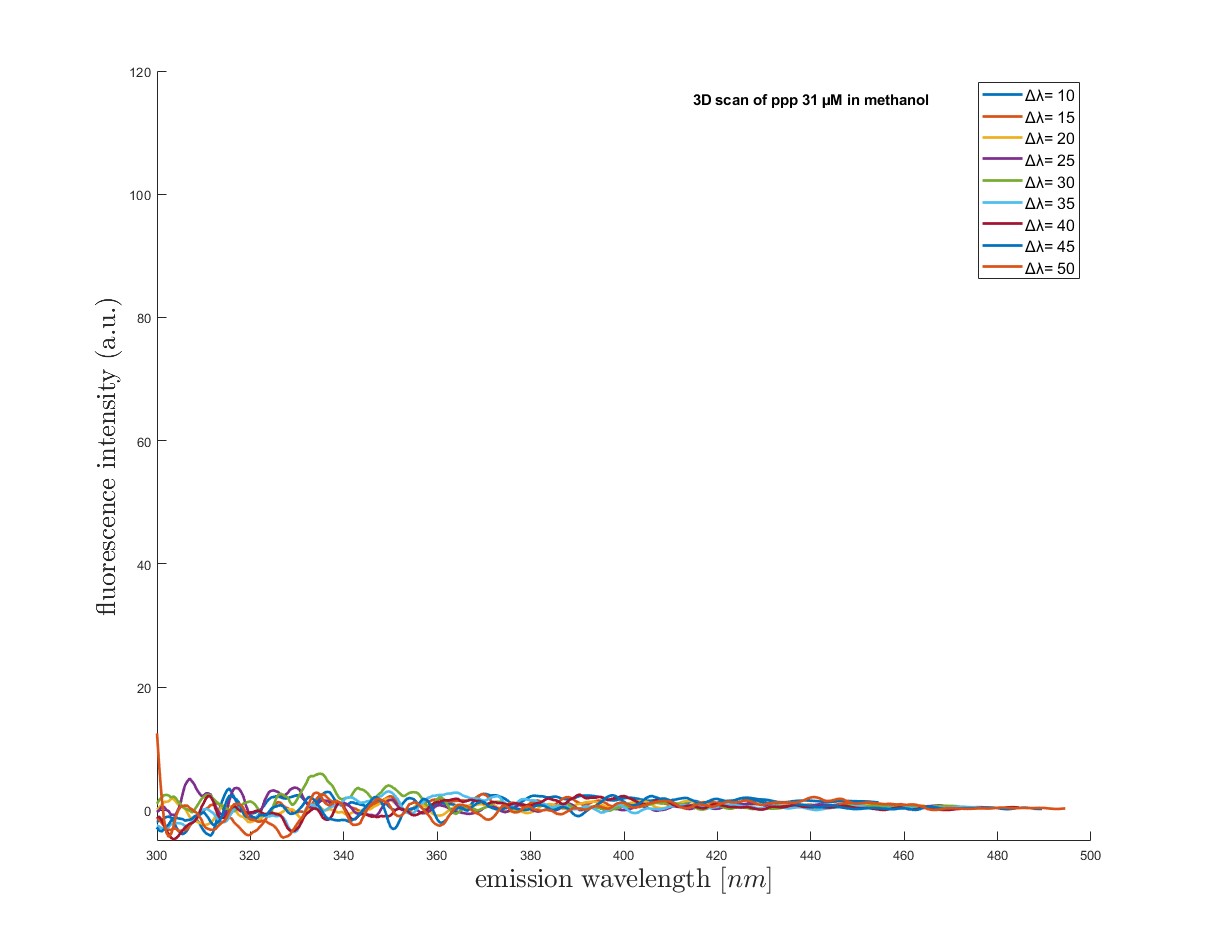 120
3D scan of ppp 31 µM in methanol
Δλ= 10
Δλ= 15
Δλ= 20
Δλ= 25
Δλ= 30
Δλ= 35
Δλ= 40
Δλ= 45
Δλ= 50
100
80
60
40
20
0
fluorescence intensity (a.u.)
300 320 340 360 380 400 420 440 460 480 500
emission wavelength [nm]